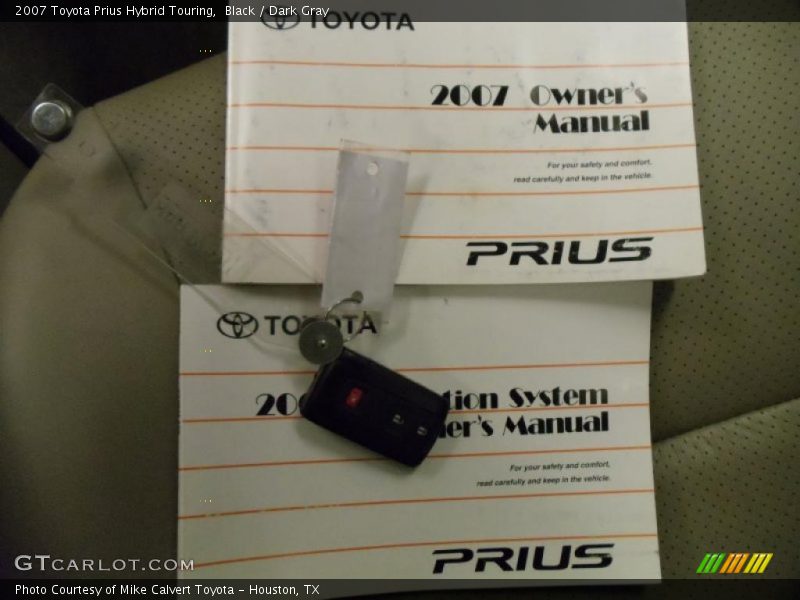 2007 Toyota Prius Hybrid Touring,  Black / Dark Gray
TOYOTA
2007 Owner's
Manual
For your safety and comfort,
read carefully and keep in the vehicle.
PRIUS
TOYOTA
tion System
er's Manual
For your safety and comfort,
read carefully and keep in the vehicle.
PRIUS
GTCARLOT.COM
Photo Courtesy of Mike Calvert Toyota - Houston, TX